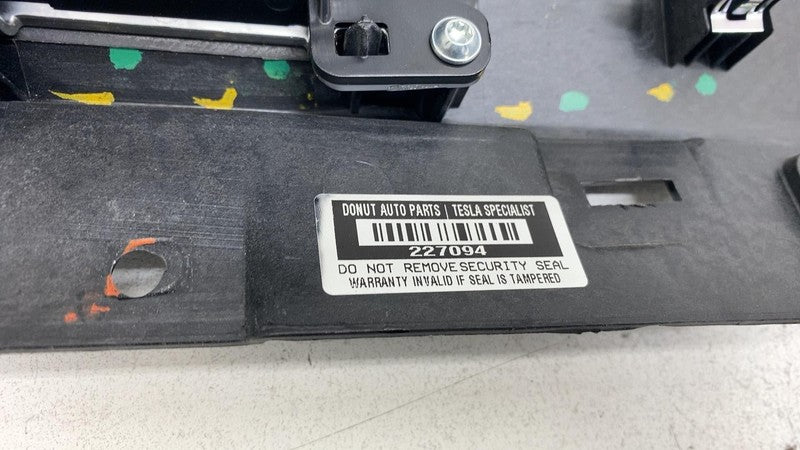 DONUT AUTO PARTS | TESLA SPECIALIST
227094
DO NOT REMOVE SECURITY SEAL
WARRANTY INVALID IF SEAL IS TAMPERED